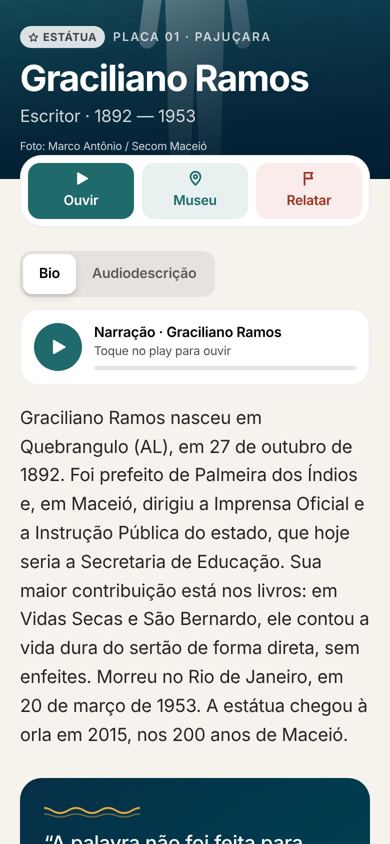 ESTÁTUA PLACA 01 · PAJUÇARA
Graciliano Ramos
Escritor · 1892 — 1953
Foto: Marco Antônio / Secom Maceió
Ouvir Museu Relatar
Bio Audiodescrição
Narração · Graciliano Ramos
Toque no play para ouvir
Graciliano Ramos nasceu em
Quebrangulo (AL), em 27 de outubro de
1892. Foi prefeito de Palmeira dos Índios
e, em Maceió, dirigiu a Imprensa Oficial e
a Instrução Pública do estado, que hoje
seria a Secretaria de Educação. Sua
maior contribuição está nos livros: em
Vidas Secas e São Bernardo, ele contou a
vida dura do sertão de forma direta, sem
enfeites. Morreu no Rio de Janeiro, em
20 de março de 1953. A estátua chegou à
orla em 2015, nos 200 anos de Maceió.
“A palavra não foi feita para